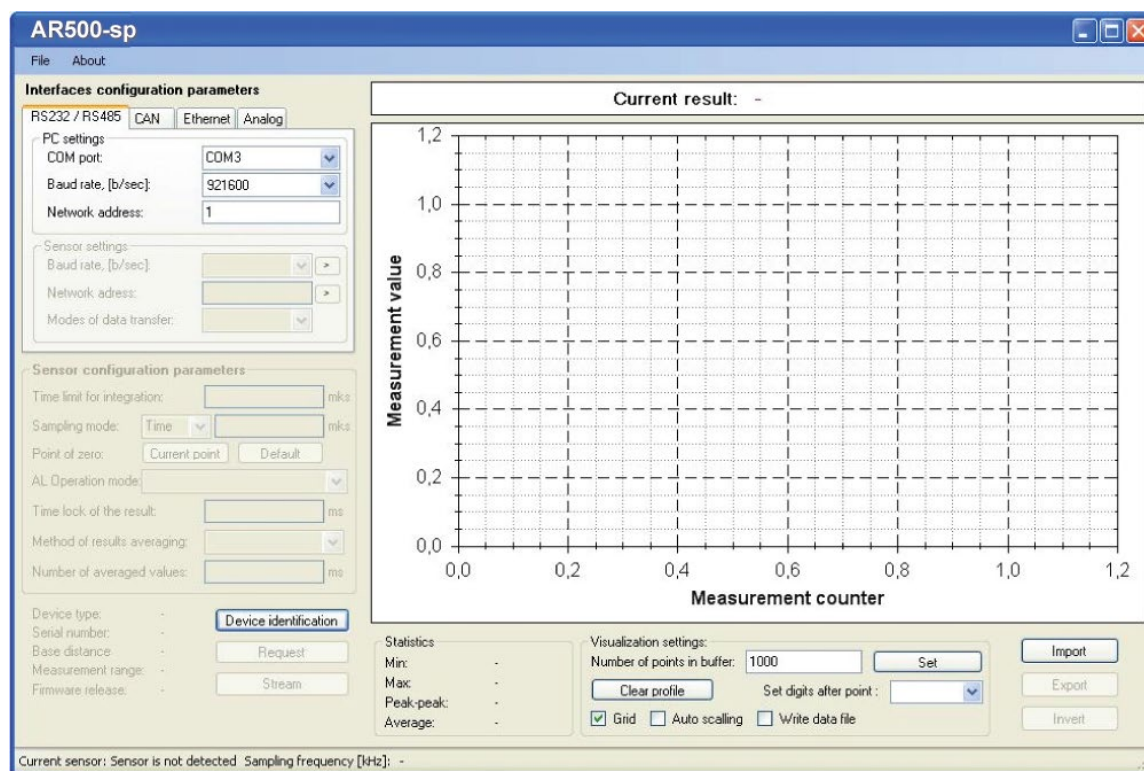 AR500-sp
File About
Interfaces configuration parameters
RS232 / RS485 CAN Ethernet Analog
PC settings
COM port: COM3
Baud rate, [b/sec]: 921600
Network address: 1
Sensor settings
Baud rate, [b/sec]: >
Network adress: >
Modes of data transfer:
Sensor configuration parameters
Time limit for integration: mks
Sampling mode: Time mks
Point of zero: Current point Default
AL Operation mode:
Time lock of the result: ms
Method of results averaging:
Number of averaged values: ms
Device type: -
Serial number: -
Base distance -
Measurement range: -
Firmware release: -
Device identification
Request
Stream
Current result: -
Measurement value
1,2
1,0
0,8
0,6
0,4
0,2
0,0
0,0 0,2 0,4 0,6 0,8 1,0 1,2
Measurement counter
Statistics
Min: -
Max: -
Peak-peak: -
Average: -
Visualization settings:
Number of points in buffer: 1000 Set
Clear profile Set digits after point :
Grid Auto scalling Write data file
Import
Export
Invert
Current sensor: Sensor is not detected Sampling frequency [kHz]: -